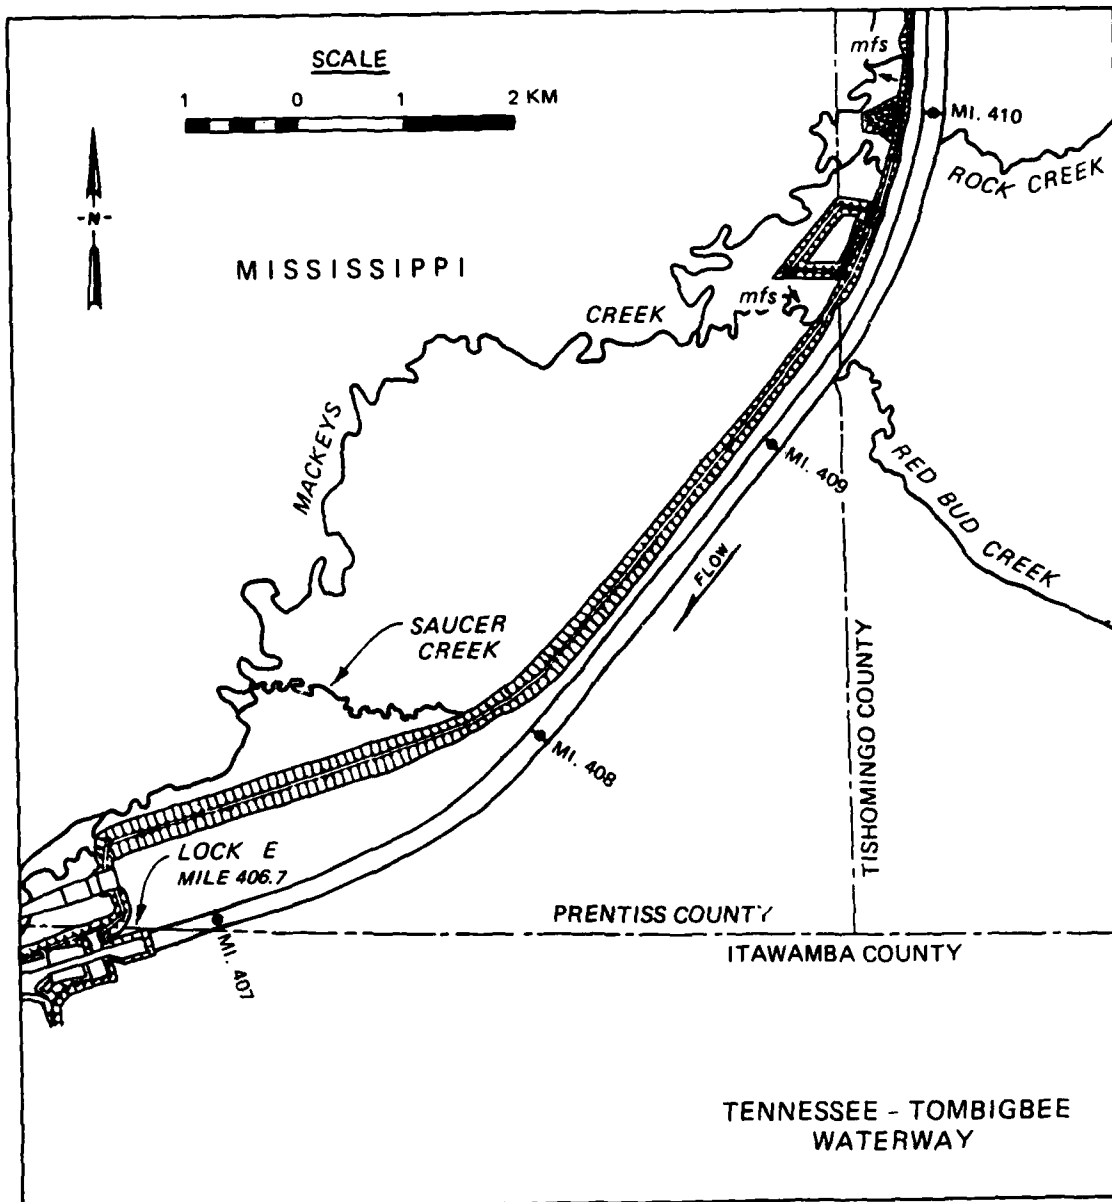 SCALE
1 0 1 2 KM
mfs
MI. 410
ROCK CREEK
-N-
MISSISSIPPI
mfs
CREEK
MACKEYS
MI. 409
RED BUD CREEK
FLOW
SAUCER
CREEK
MI. 408
TISHOMINGO COUNTY
LOCK E
MILE 406.7
PRENTISS COUNTY
ITAWAMBA COUNTY
MI. 407
TENNESSEE - TOMBIGBEE
WATERWAY